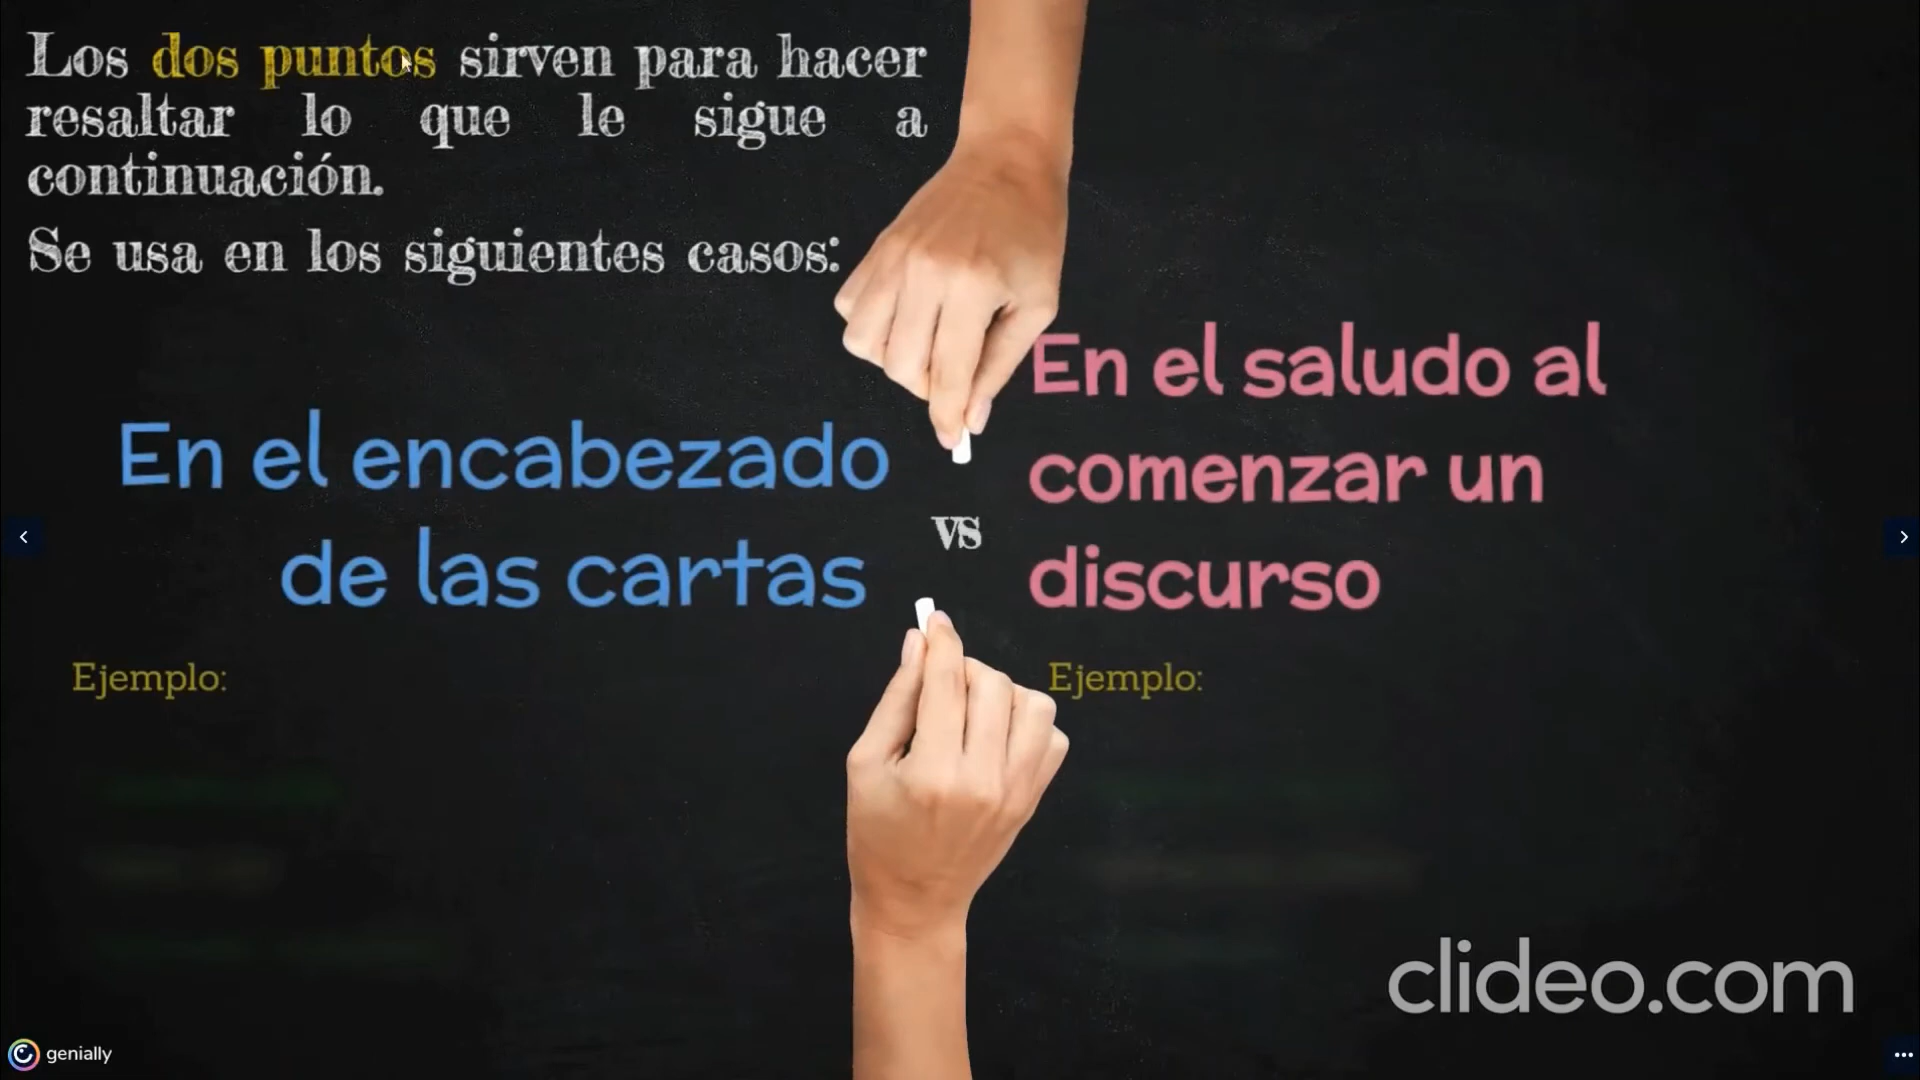 Los dos puntos sirven para hacer
resaltar lo que le sigue a
continuación.
Se usa en los siguientes casos:
En el encabezado
de las cartas
vs
En el saludo al
comenzar un
discurso
Ejemplo:
Ejemplo:
clideo.com
genially